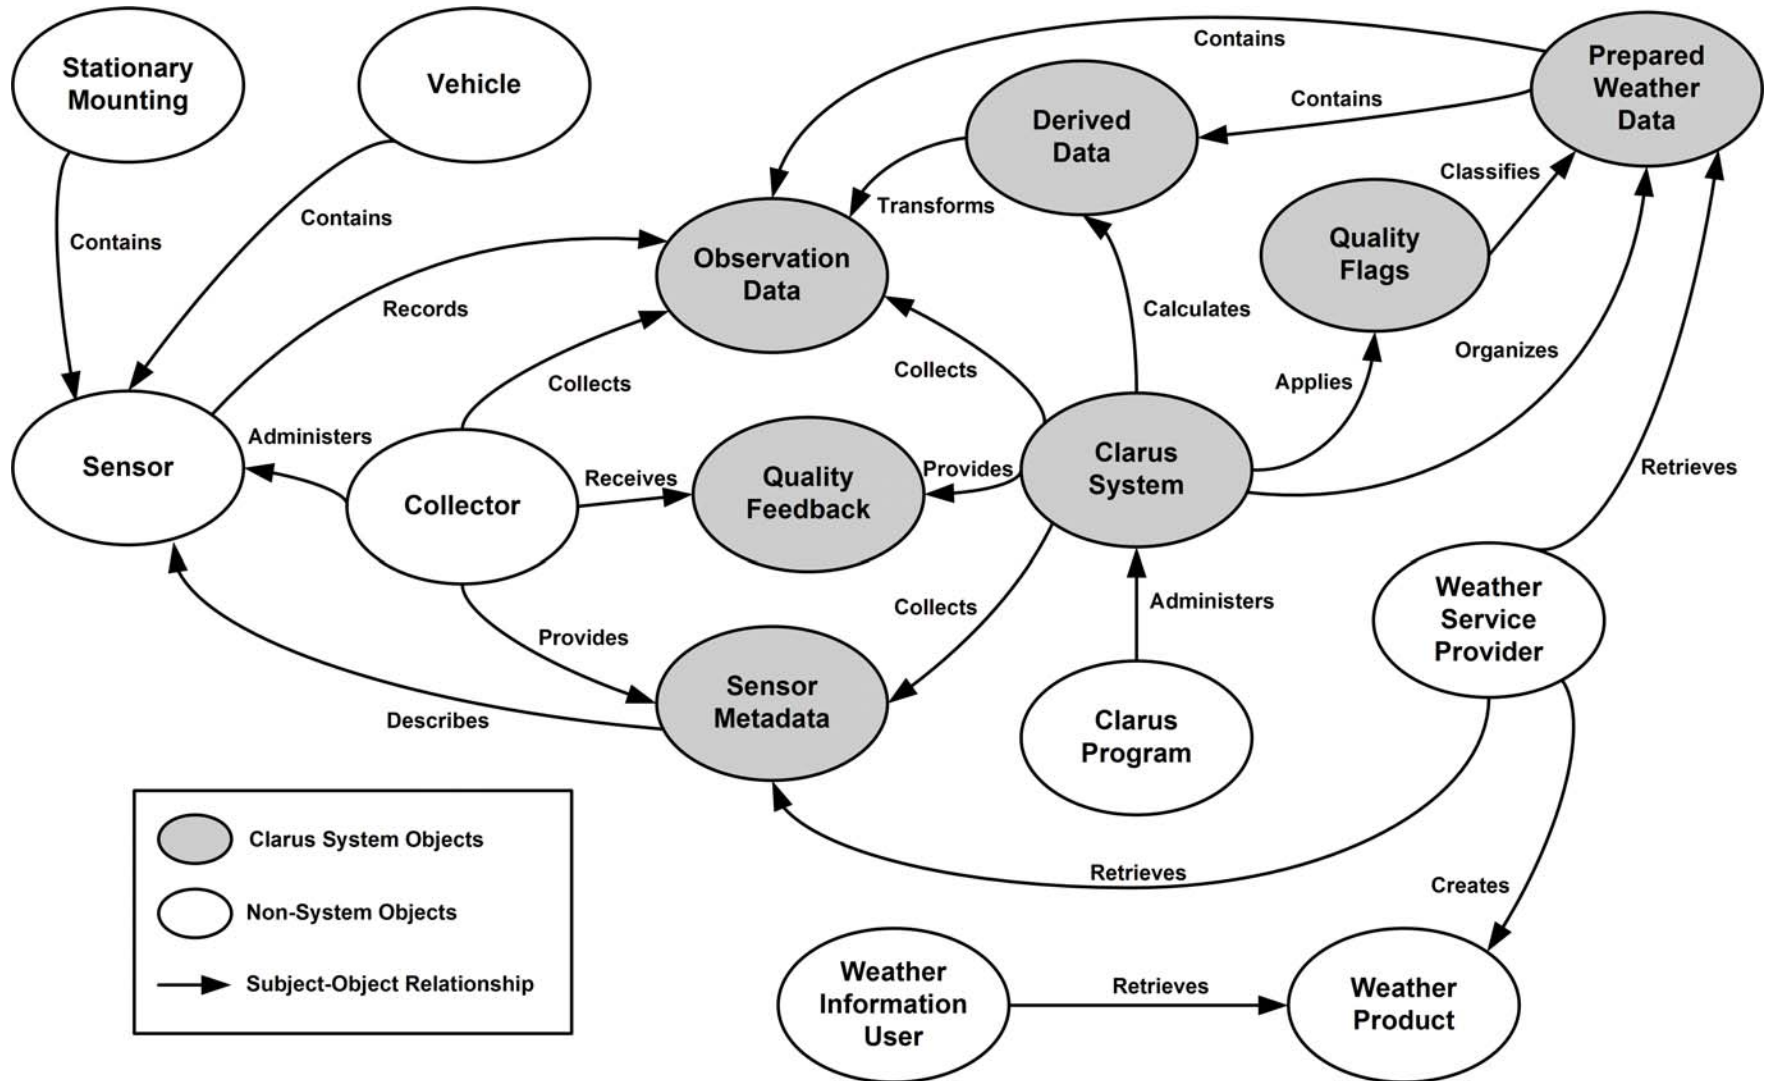 Stationary
Mounting
Vehicle
Contains
Prepared
Weather
Data
Contains
Derived
Data
Classifies
Transforms
Contains
Contains
Quality
Flags
Observation
Data
Records
Calculates
Organizes
Collects
Collects
Applies
Administers
Sensor
Collector
Receives
Quality
Feedback
Provides
Clarus
System
Retrieves
Weather
Service
Provider
Collects
Administers
Provides
Sensor
Metadata
Describes
Clarus
Program
Clarus System Objects
Non-System Objects
Subject-Object Relationship
Retrieves
Creates
Weather
Information
User
Retrieves
Weather
Product